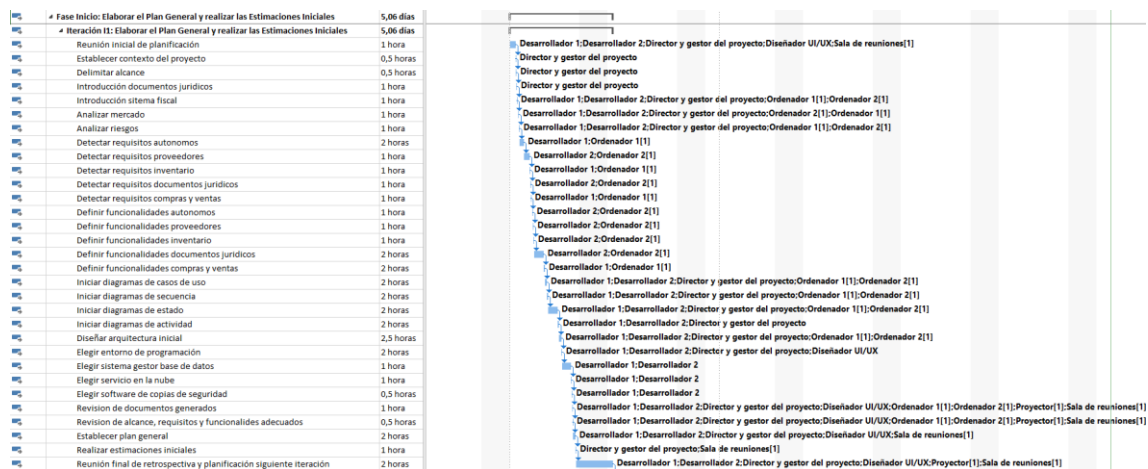 Fase Inicio: Elaborar el Plan General y realizar las Estimaciones Iniciales 5,06 días
Iteración I1: Elaborar el Plan General y realizar las Estimaciones Iniciales 5,06 días
Reunión inicial de planificación 1 hora Desarrollador 1;Desarrollador 2;Director y gestor del proyecto;Diseñador UI/UX;Sala de reuniones[1]
Establecer contexto del proyecto 0,5 horas Director y gestor del proyecto
Delimitar alcance 0,5 horas Director y gestor del proyecto
Introducción documentos juridicos 1 hora Director y gestor del proyecto
Introducción sitema fiscal 1 hora Desarrollador 1;Desarrollador 2;Director y gestor del proyecto;Ordenador 1[1];Ordenador 2[1]
Analizar mercado 1 hora Desarrollador 1;Desarrollador 2;Director y gestor del proyecto;Ordenador 2[1];Ordenador 1[1]
Analizar riesgos 1 hora Desarrollador 1;Desarrollador 2;Director y gestor del proyecto;Ordenador 1[1];Ordenador 2[1]
Detectar requisitos autonomos 2 horas Desarrollador 1;Ordenador 1[1]
Detectar requisitos proveedores 1 hora Desarrollador 2;Ordenador 2[1]
Detectar requisitos inventario 1 hora Desarrollador 1;Ordenador 1[1]
Detectar requisitos documentos juridicos 1 hora Desarrollador 2;Ordenador 2[1]
Detectar requisitos compras y ventas 1 hora Desarrollador 1;Ordenador 1[1]
Definir funcionalidades autonomos 1 hora Desarrollador 2;Ordenador 2[1]
Definir funcionalidades proveedores 1 hora Desarrollador 2;Ordenador 2[1]
Definir funcionalidades inventario 1 hora Desarrollador 2;Ordenador 2[1]
Definir funcionalidades documentos juridicos 2 horas Desarrollador 2;Ordenador 2[1]
Definir funcionalidades compras y ventas 2 horas Desarrollador 1;Ordenador 1[1]
Iniciar diagramas de casos de uso 2 horas Desarrollador 1;Desarrollador 2;Director y gestor del proyecto;Ordenador 1[1];Ordenador 2[1]
Iniciar diagramas de secuencia 2 horas Desarrollador 1;Desarrollador 2;Director y gestor del proyecto;Ordenador 1[1];Ordenador 2[1]
Iniciar diagramas de estado 2 horas Desarrollador 1;Desarrollador 2;Director y gestor del proyecto;Ordenador 1[1];Ordenador 2[1]
Iniciar diagramas de actividad 2 horas Desarrollador 1;Desarrollador 2;Director y gestor del proyecto
Diseñar arquitectura inicial 2,5 horas Desarrollador 1;Desarrollador 2;Director y gestor del proyecto;Ordenador 1[1];Ordenador 2[1]
Elegir entorno de programación 2 horas Desarrollador 1;Desarrollador 2;Director y gestor del proyecto;Diseñador UI/UX
Elegir sistema gestor base de datos 1 hora Desarrollador 1;Desarrollador 2
Elegir servicio en la nube 1 hora Desarrollador 1;Desarrollador 2
Elegir software de copias de seguridad 0,5 horas Desarrollador 1;Desarrollador 2
Revision de documentos generados 1 hora Desarrollador 1;Desarrollador 2;Director y gestor del proyecto;Diseñador UI/UX;Ordenador 1[1];Ordenador 2[1];Proyector[1];Sala de reuniones[1]
Revision de alcance, requisitos y funcionalides adecuados 0,5 horas Desarrollador 1;Desarrollador 2;Director y gestor del proyecto;Diseñador UI/UX;Ordenador 1[1];Ordenador 2[1];Proyector[1];Sala de reuniones[1]
Establecer plan general 2 horas Desarrollador 1;Desarrollador 2;Director y gestor del proyecto;Diseñador UI/UX;Sala de reuniones[1]
Realizar estimaciones iniciales 1 hora Director y gestor del proyecto;Sala de reuniones[1]
Reunión final de retrospectiva y planificación siguiente iteración 2 horas Desarrollador 1;Desarrollador 2;Director y gestor del proyecto;Diseñador UI/UX;Proyector[1];Sala de reuniones[1]